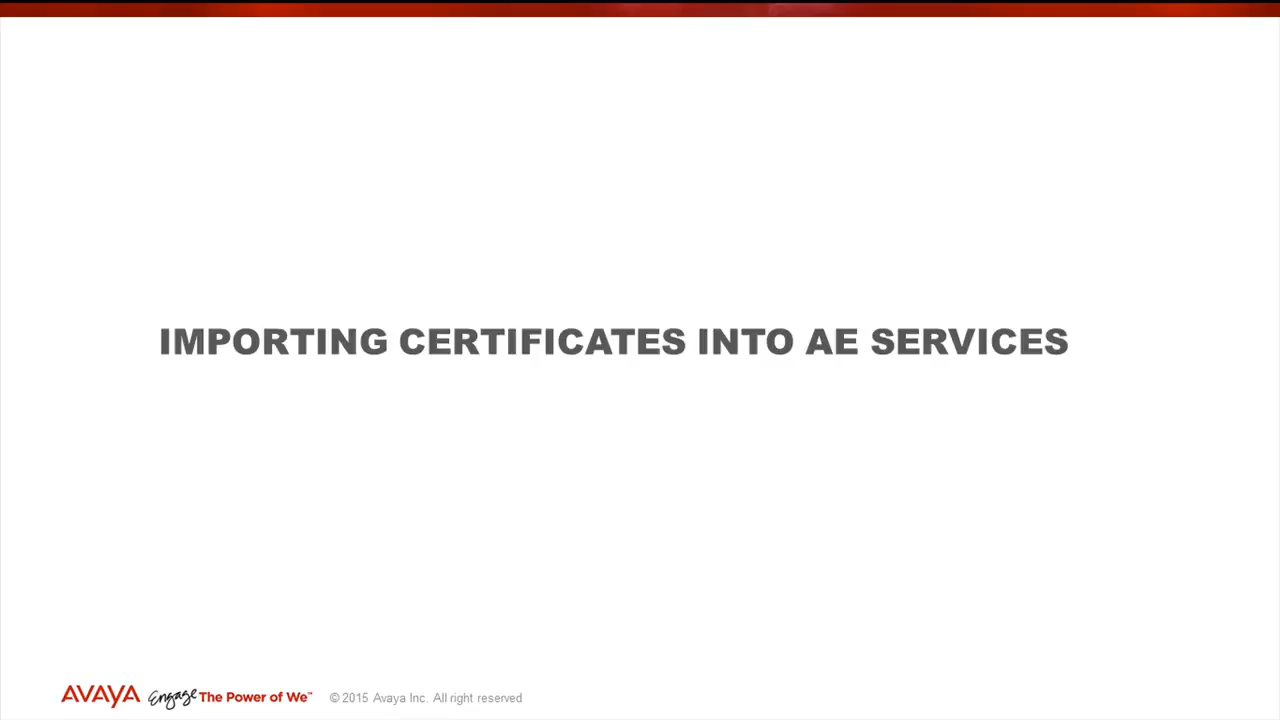 IMPORTING CERTIFICATES INTO AE SERVICES
AVAYA Engage The Power of We™ © 2015 Avaya Inc. All right reserved